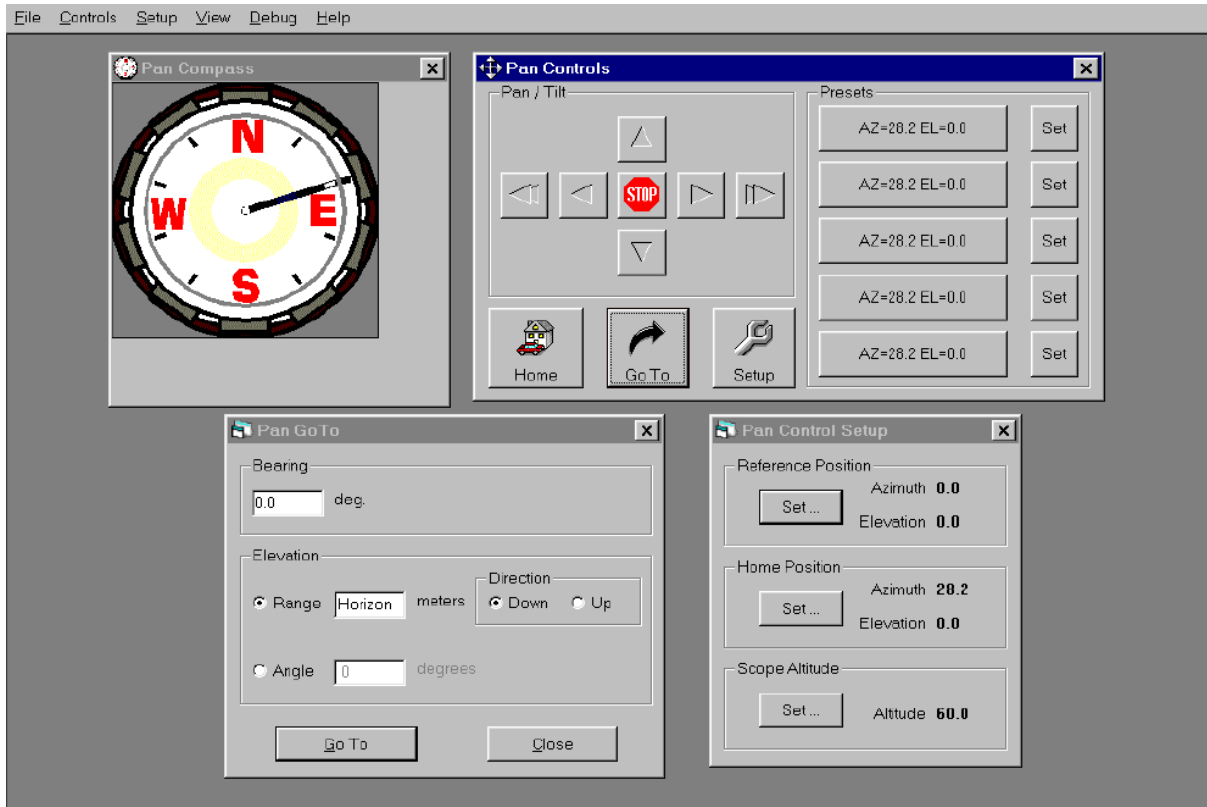 File Controls Setup View Debug Help
Pan Compass
N
W E
S
Pan Controls
Pan / Tilt
STOP
Home Go To Setup
Presets
AZ=28.2 EL=0.0 Set
AZ=28.2 EL=0.0 Set
AZ=28.2 EL=0.0 Set
AZ=28.2 EL=0.0 Set
AZ=28.2 EL=0.0 Set
Pan GoTo
Bearing
0.0 deg.
Elevation
Range Horizon meters
Direction
Down Up
Angle 0 degrees
Go To Close
Pan Control Setup
Reference Position
Set ... Azimuth 0.0
Elevation 0.0
Home Position
Set ... Azimuth 28.2
Elevation 0.0
Scope Altitude
Set ... Altitude 60.0